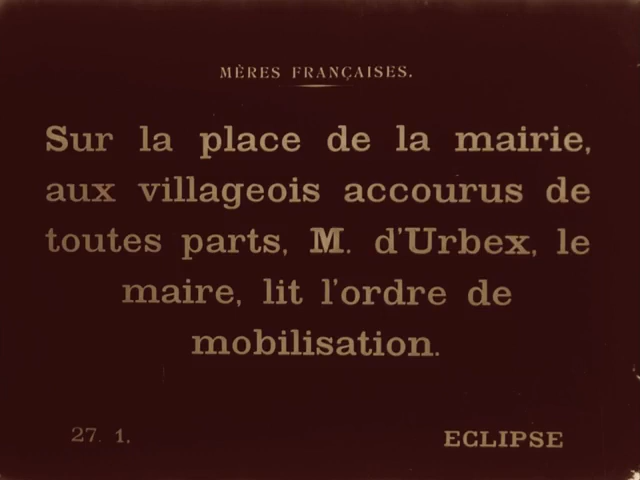 MÈRES FRANÇAISES.
Sur la place de la mairie,
aux villageois accourus de
toutes parts, M. d'Urbex, le
maire, lit l'ordre de
mobilisation.
27. 1.
ECLIPSE